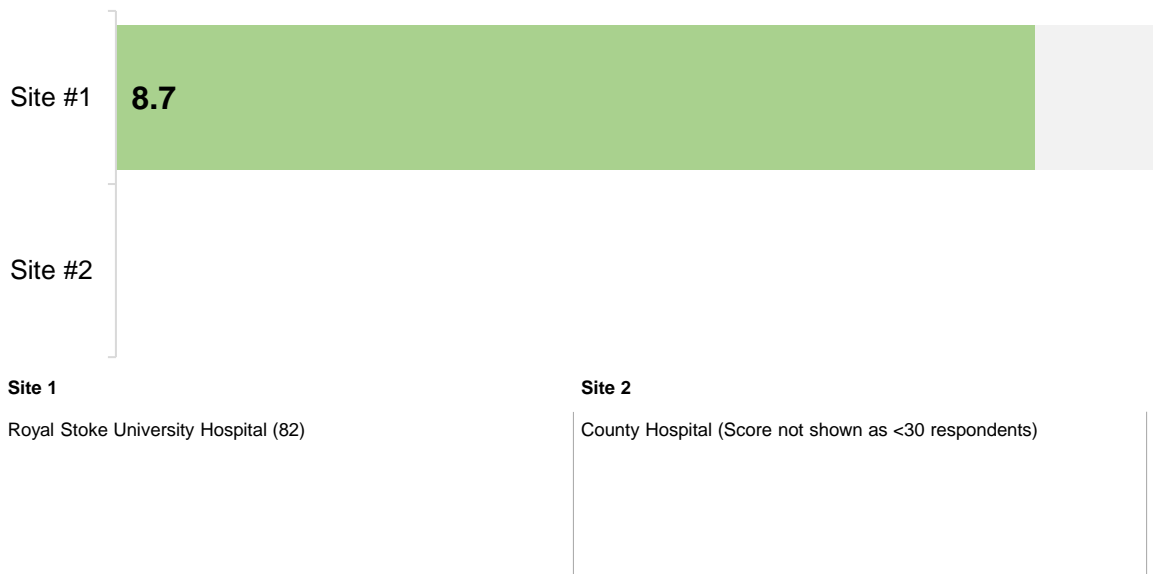 Site #1
8.7
Site #2
Site 1
Site 2
Royal Stoke University Hospital (82)
County Hospital (Score not shown as <30 respondents)